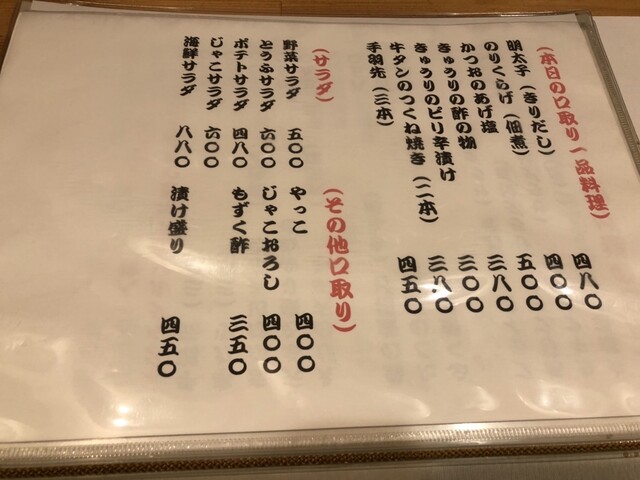 (本日の口取り一品料理)
明太子(きりだし) 四八〇
のりくらげ(佃煮) 四〇〇
かつおのあげ塩 五〇〇
きゅうりの酢の物 三八〇
きゅうりのピリ辛漬け 三〇〇
牛タンのつくね焼き(二本) 三八〇
手羽先(三本) 四五〇
(サラダ)
野菜サラダ 五〇〇
とうふサラダ 六〇〇
ポテトサラダ 四八〇
じゃこサラダ 六〇〇
海鮮サラダ 八八〇
(その他口取り)
やっこ 四〇〇
じゃこおろし 四〇〇
もずく酢 三五〇
漬け盛り 四五〇